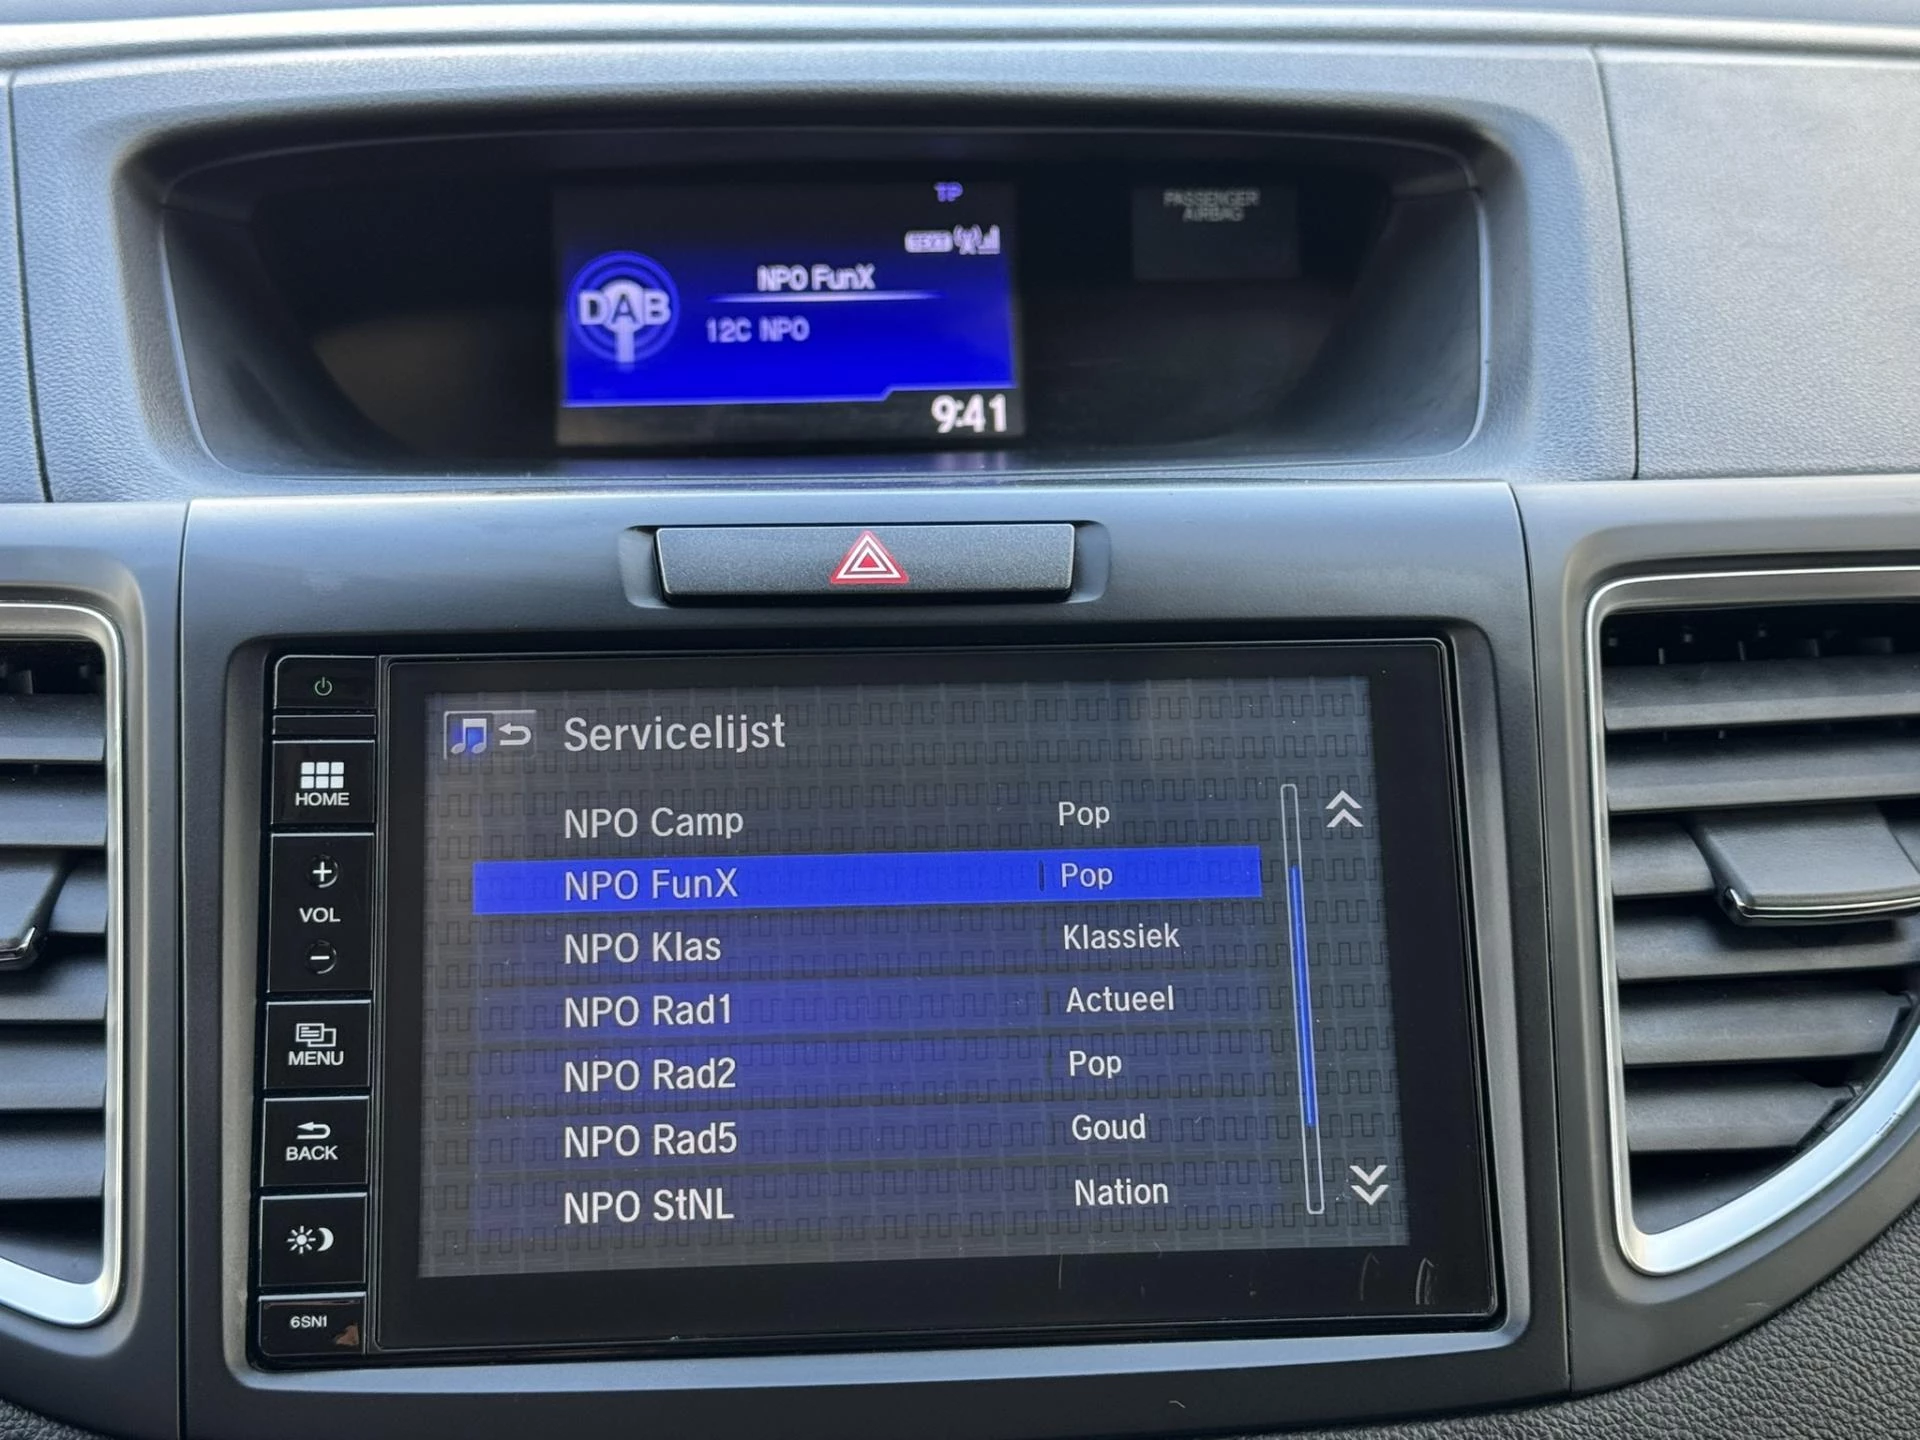 TP
TEXT
NPO FunX
DAB
12C NPO
9:41
PASSENGER
AIRBAG
Servicelijst
HOME
VOL
MENU
BACK
6SN1
NPO Camp Pop
NPO FunX Pop
NPO Klas Klassiek
NPO Rad1 Actueel
NPO Rad2 Pop
NPO Rad5 Goud
NPO StNL Nation